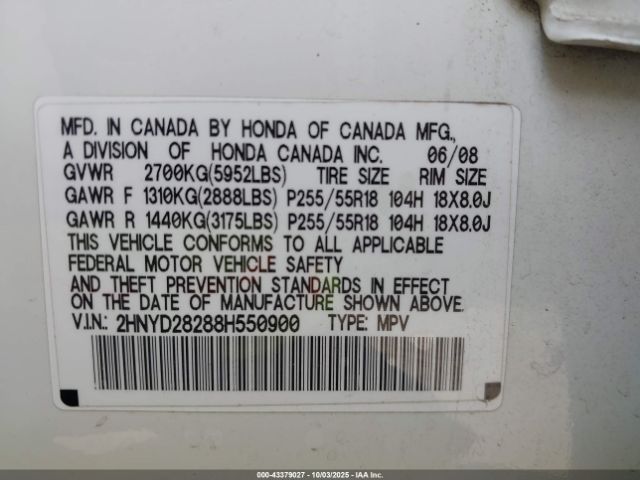 MFD. IN CANADA BY HONDA OF CANADA MFG.,
A DIVISION OF HONDA CANADA INC. 06/08
GVWR 2700KG(5952LBS) TIRE SIZE RIM SIZE
GAWR F 1310KG(2888LBS) P255/55R18 104H 18X8.0J
GAWR R 1440KG(3175LBS) P255/55R18 104H 18X8.0J
THIS VEHICLE CONFORMS TO ALL APPLICABLE
FEDERAL MOTOR VEHICLE SAFETY
AND THEFT PREVENTION STANDARDS IN EFFECT
ON THE DATE OF MANUFACTURE SHOWN ABOVE.
V.I.N.: 2HNYD28288H550900 TYPE: MPV
000-43379027 - 10/03/2025 - IAA Inc.